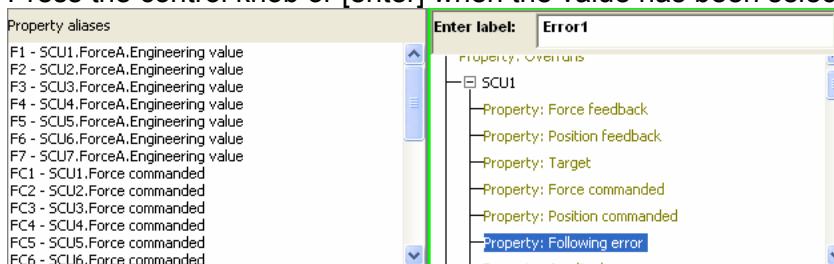 Press the control knob or [enter] when the value has been selec
Property aliases
F1 - SCU1.ForceA.Engineering value
F2 - SCU2.ForceA.Engineering value
F3 - SCU3.ForceA.Engineering value
F4 - SCU4.ForceA.Engineering value
F5 - SCU5.ForceA.Engineering value
F6 - SCU6.ForceA.Engineering value
F7 - SCU7.ForceA.Engineering value
FC1 - SCU1.Force commanded
FC2 - SCU2.Force commanded
FC3 - SCU3.Force commanded
FC4 - SCU4.Force commanded
FC5 - SCU5.Force commanded
FC6 - SCU6.Force commanded
Enter label: Error1
Property: Overruns
SCU1
Property: Force feedback
Property: Position feedback
Property: Target
Property: Force commanded
Property: Position commanded
Property: Following error